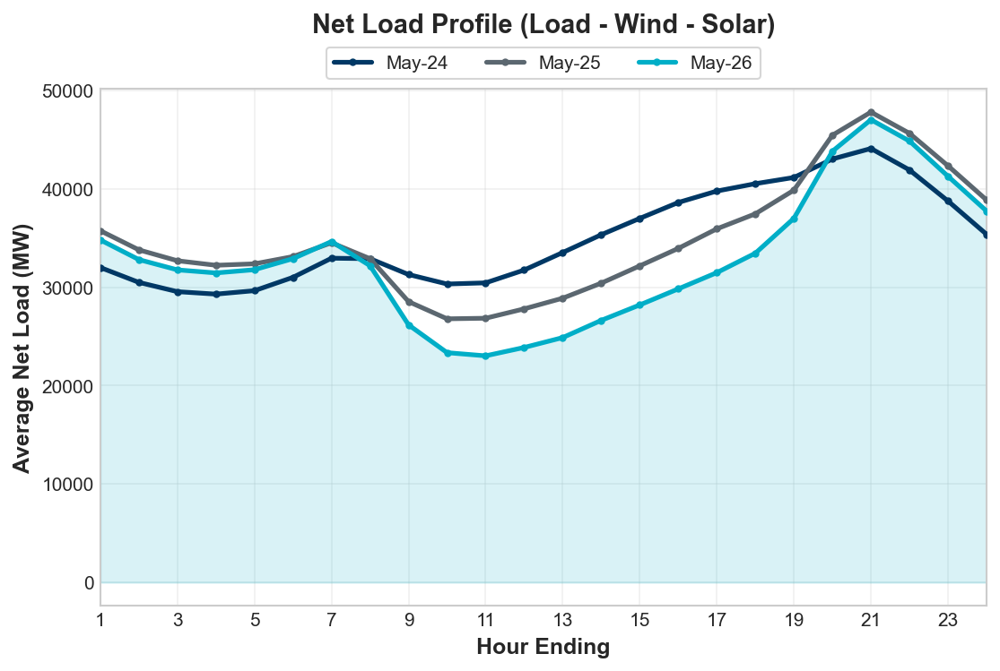 Net Load Profile (Load - Wind - Solar)
May-24 May-25 May-26
50000
40000
30000
20000
10000
0
Average Net Load (MW)
1 3 5 7 9 11 13 15 17 19 21 23
Hour Ending